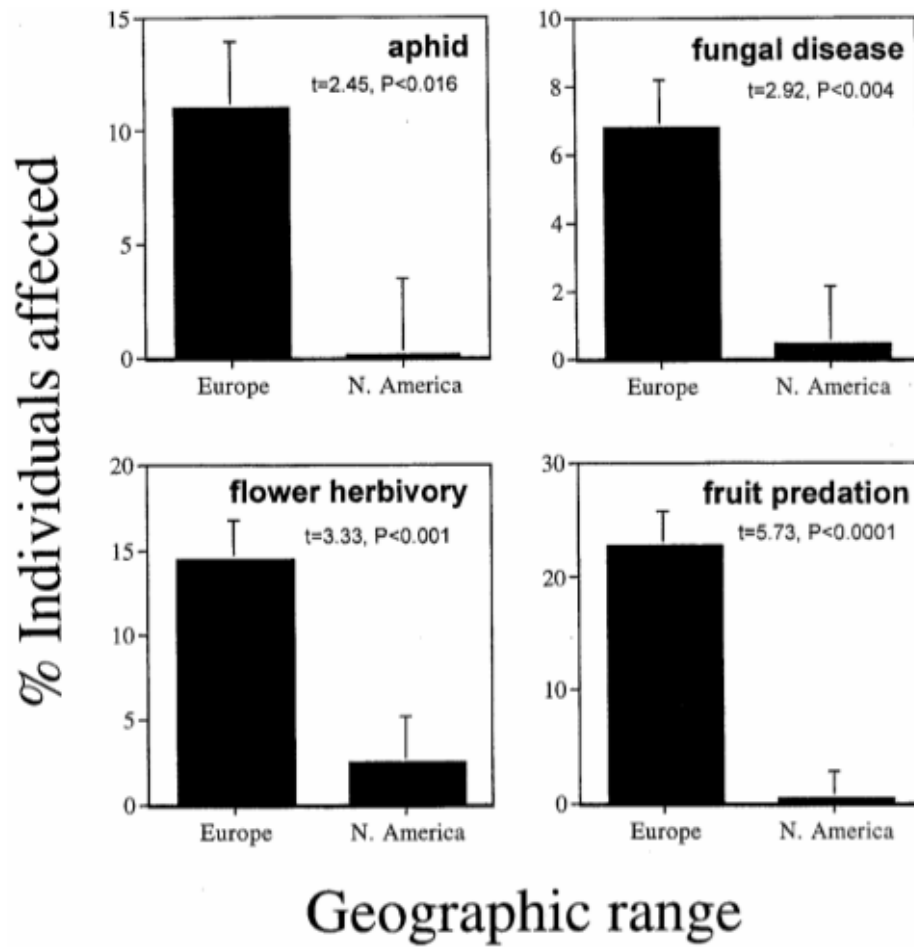 % Individuals affected
15
10
5
0
aphid
t=2.45, P<0.016
Europe
N. America
10
8
6
4
2
0
fungal disease
t=2.92, P<0.004
Europe
N. America
20
15
10
5
0
flower herbivory
t=3.33, P<0.001
Europe
N. America
30
20
10
0
fruit predation
t=5.73, P<0.0001
Europe
N. America
Geographic range